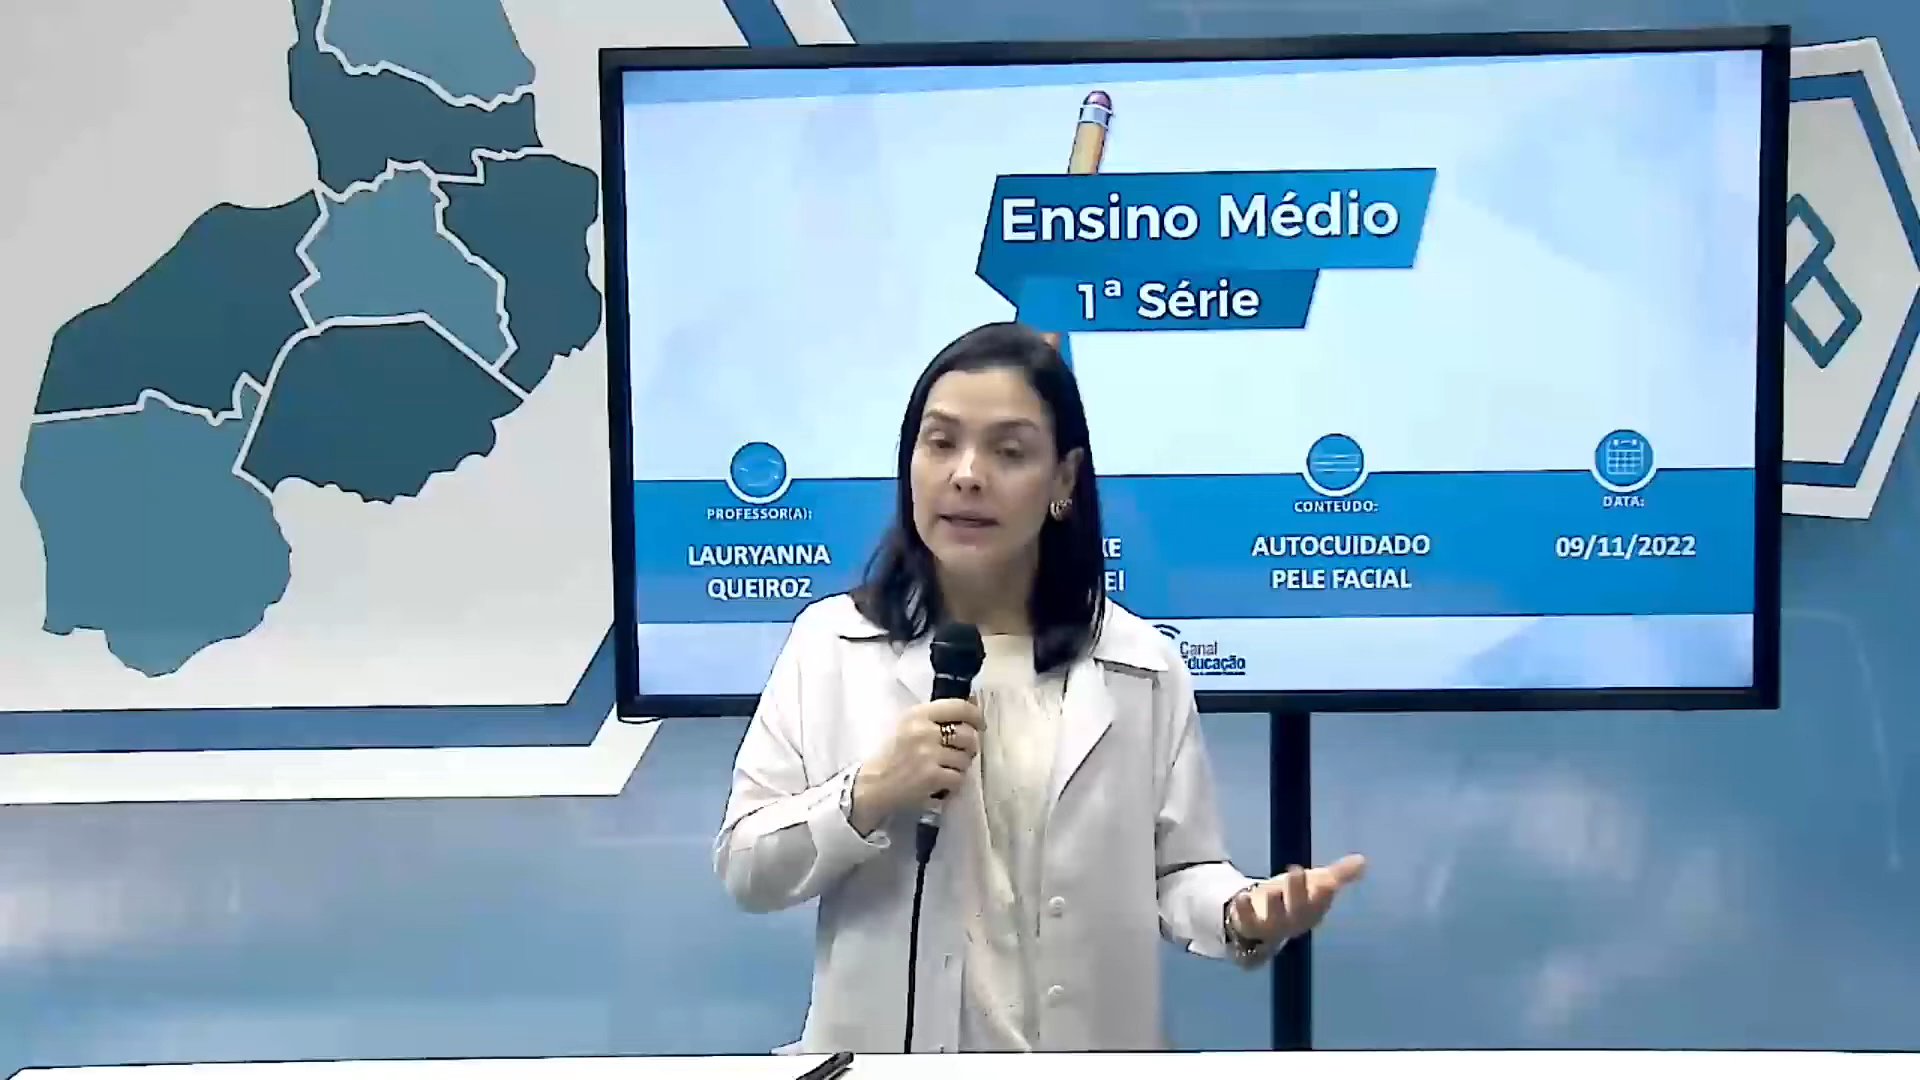 Ensino Médio
1ª Série
PROFESSOR(A):
LAURYANNA
QUEIROZ
CONTEÚDO:
AUTOCUIDADO
PELE FACIAL
DATA:
09/11/2022
Canal
Educação